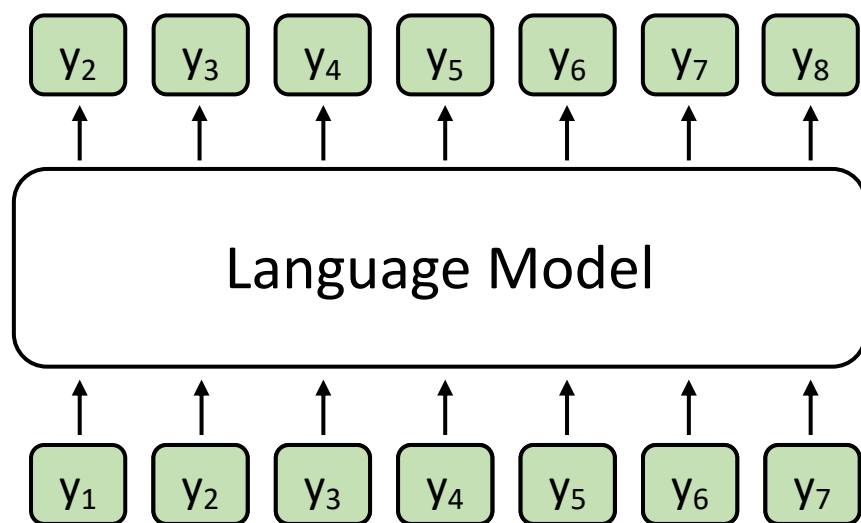 y₂ y₃ y₄ y₅ y₆ y₇ y₈
Language Model
y₁ y₂ y₃ y₄ y₅ y₆ y₇